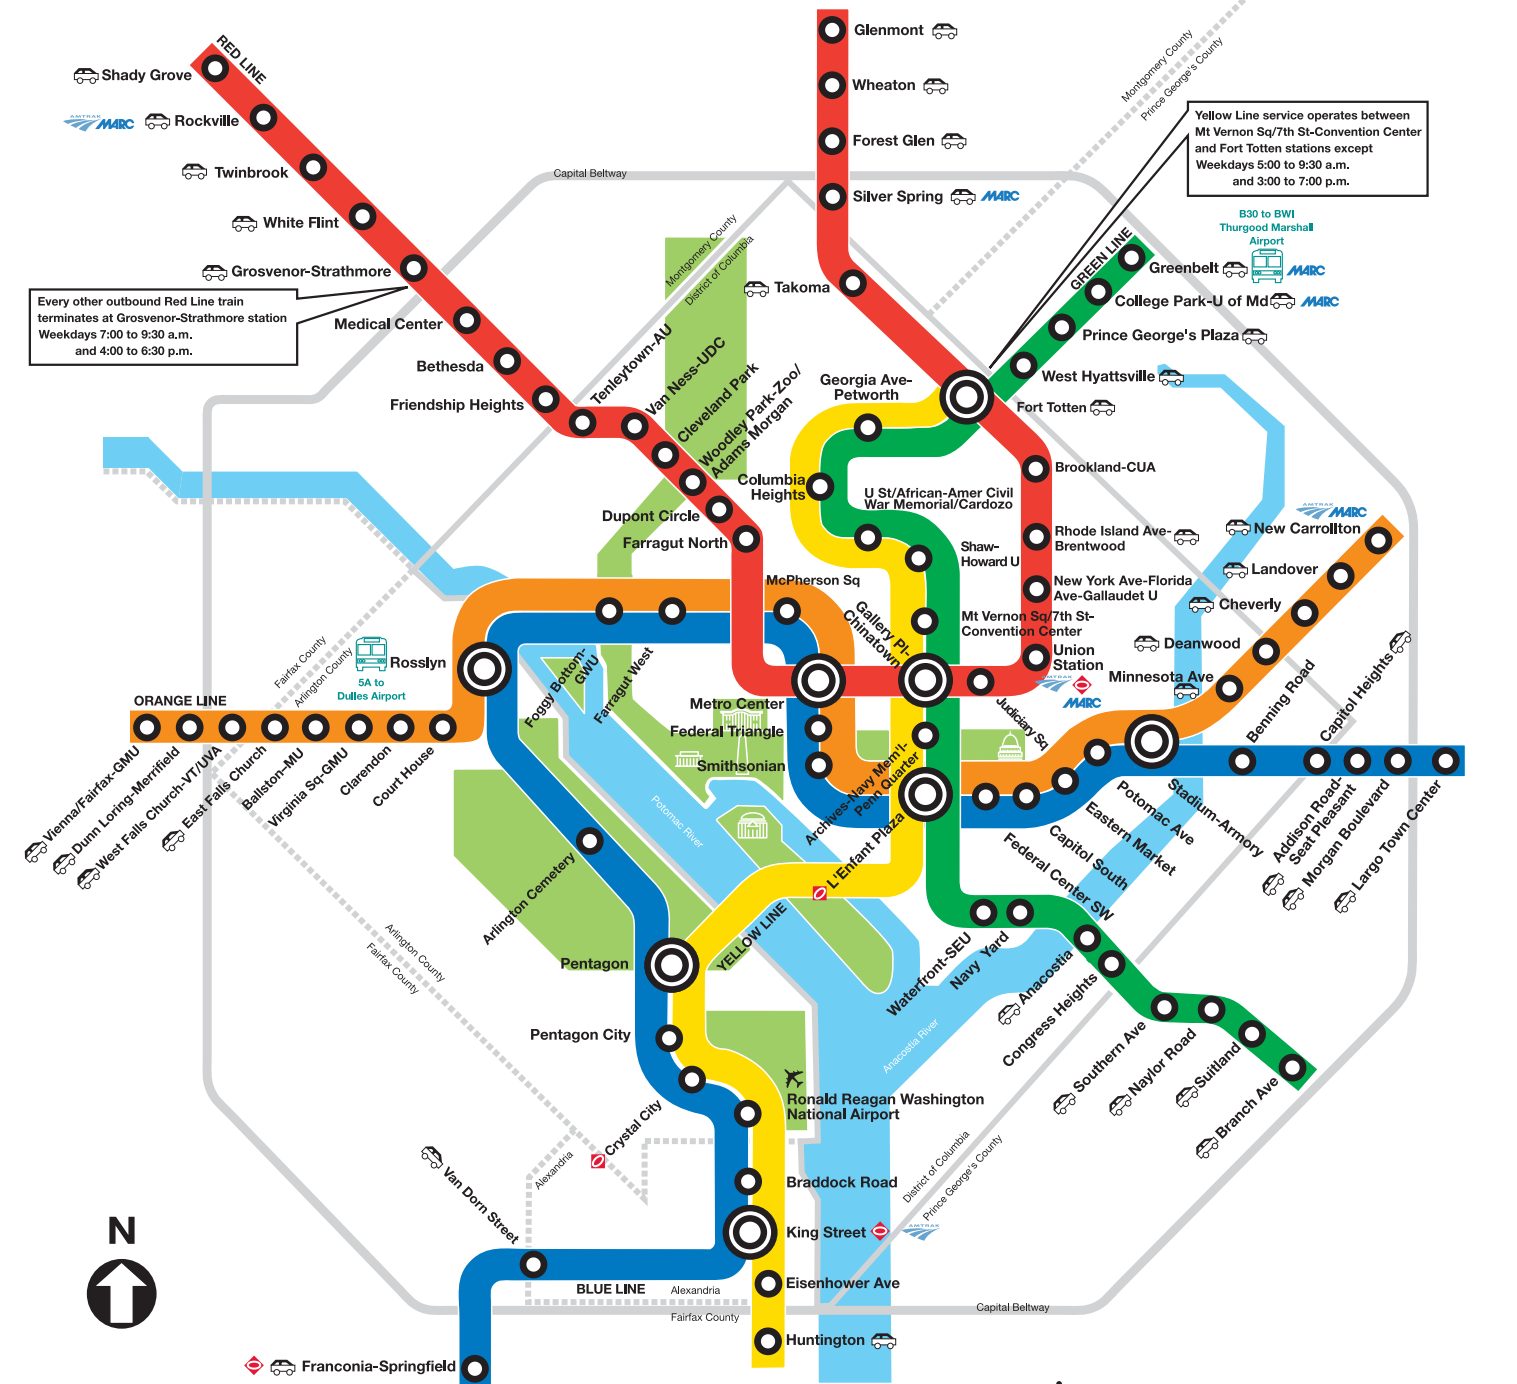 RED LINE
Shady Grove
AMTRAK
MARC
Rockville
Twinbrook
White Flint
Grosvenor-Strathmore
Every other outbound Red Line train
terminates at Grosvenor-Strathmore station
Weekdays 7:00 to 9:30 a.m.
and 4:00 to 6:30 p.m.
Medical Center
Bethesda
Friendship Heights
Tenleytown-AU
Van Ness-UDC
Cleveland Park
Woodley Park-Zoo/
Adams Morgan
Dupont Circle
Farragut North
Capital Beltway
Montgomery County
District of Columbia
Glenmont
Wheaton
Forest Glen
Silver Spring
MARC
Takoma
Montgomery County
Prince George's County
Yellow Line service operates between
Mt Vernon Sq/7th St-Convention Center
and Fort Totten stations except
Weekdays 5:00 to 9:30 a.m.
and 3:00 to 7:00 p.m.
B30 to BWI
Thurgood Marshall
Airport
GREEN LINE
Greenbelt
MARC
College Park-U of Md
MARC
Prince George's Plaza
West Hyattsville
Fort Totten
Georgia Ave-
Petworth
Columbia
Heights
U St/African-Amer Civil
War Memorial/Cardozo
Shaw-
Howard U
Mt Vernon Sq/7th St-
Convention Center
Gallery Pl-
Chinatown
Brookland-CUA
Rhode Island Ave-
Brentwood
New York Ave-Florida
Ave-Gallaudet U
Union
Station
AMTRAK
MARC
Judiciary Sq
AMTRAK
MARC
New Carrollton
Landover
Cheverly
Deanwood
Minnesota Ave
Benning Road
Capitol Heights
McPherson Sq
Metro Center
Federal Triangle
Smithsonian
Archives-Navy Mem'l-
Penn Quarter
L'Enfant Plaza
Foggy Bottom-
GWU
Farragut West
Fairfax County
Arlington County
5A to
Dulles Airport
Rosslyn
ORANGE LINE
Vienna/Fairfax-GMU
Dunn Loring-Merrifield
West Falls Church-VT/UVA
East Falls Church
Ballston-MU
Virginia Sq-GMU
Clarendon
Court House
Potomac River
Federal Center SW
Capitol South
Eastern Market
Potomac Ave
Stadium-Armory
Addison Road-
Seat Pleasant
Morgan Boulevard
Largo Town Center
Arlington Cemetery
Pentagon
YELLOW LINE
Arlington County
Fairfax County
Pentagon City
Crystal City
Ronald Reagan Washington
National Airport
Waterfront-SEU
Navy Yard
Anacostia
Congress Heights
Southern Ave
Naylor Road
Suitland
Branch Ave
Anacostia River
Alexandria
Van Dorn Street
Braddock Road
King Street
AMTRAK
District of Columbia
Prince George's County
N
BLUE LINE
Alexandria
Fairfax County
Eisenhower Ave
Huntington
Capital Beltway
Franconia-Springfield